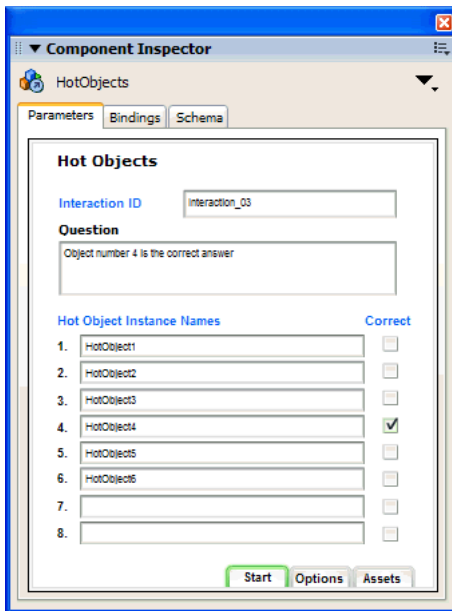 Component Inspector
HotObjects
Parameters Bindings Schema
Hot Objects
Interaction ID Interaction_03
Question
Object number 4 is the correct answer
Hot Object Instance Names Correct
1. HotObject1
2. HotObject2
3. HotObject3
4. HotObject4
5. HotObject5
6. HotObject6
7.
8.
Start Options Assets